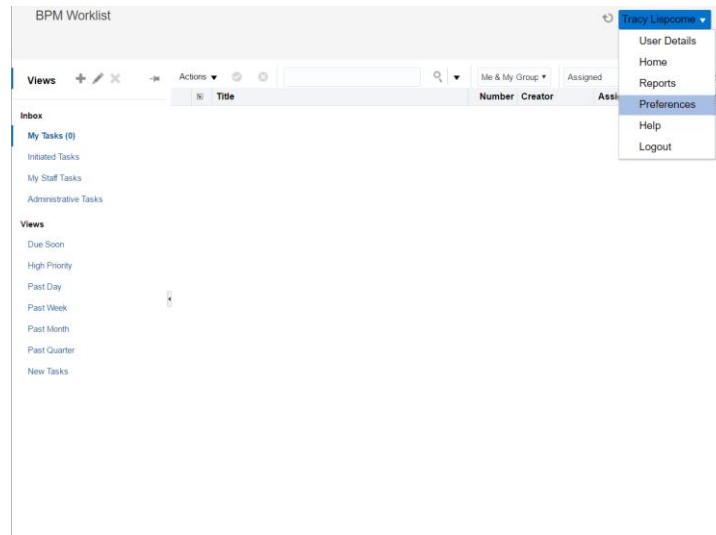 BPM Worklist
Tracy Liapcome
User Details
Home
Reports
Preferences
Help
Logout
Views
Actions
Me & My Group
Assigned
Title
Number Creator
Assi
Inbox
My Tasks (0)
Initiated Tasks
My Staff Tasks
Administrative Tasks
Views
Due Soon
High Priority
Past Day
Past Week
Past Month
Past Quarter
New Tasks